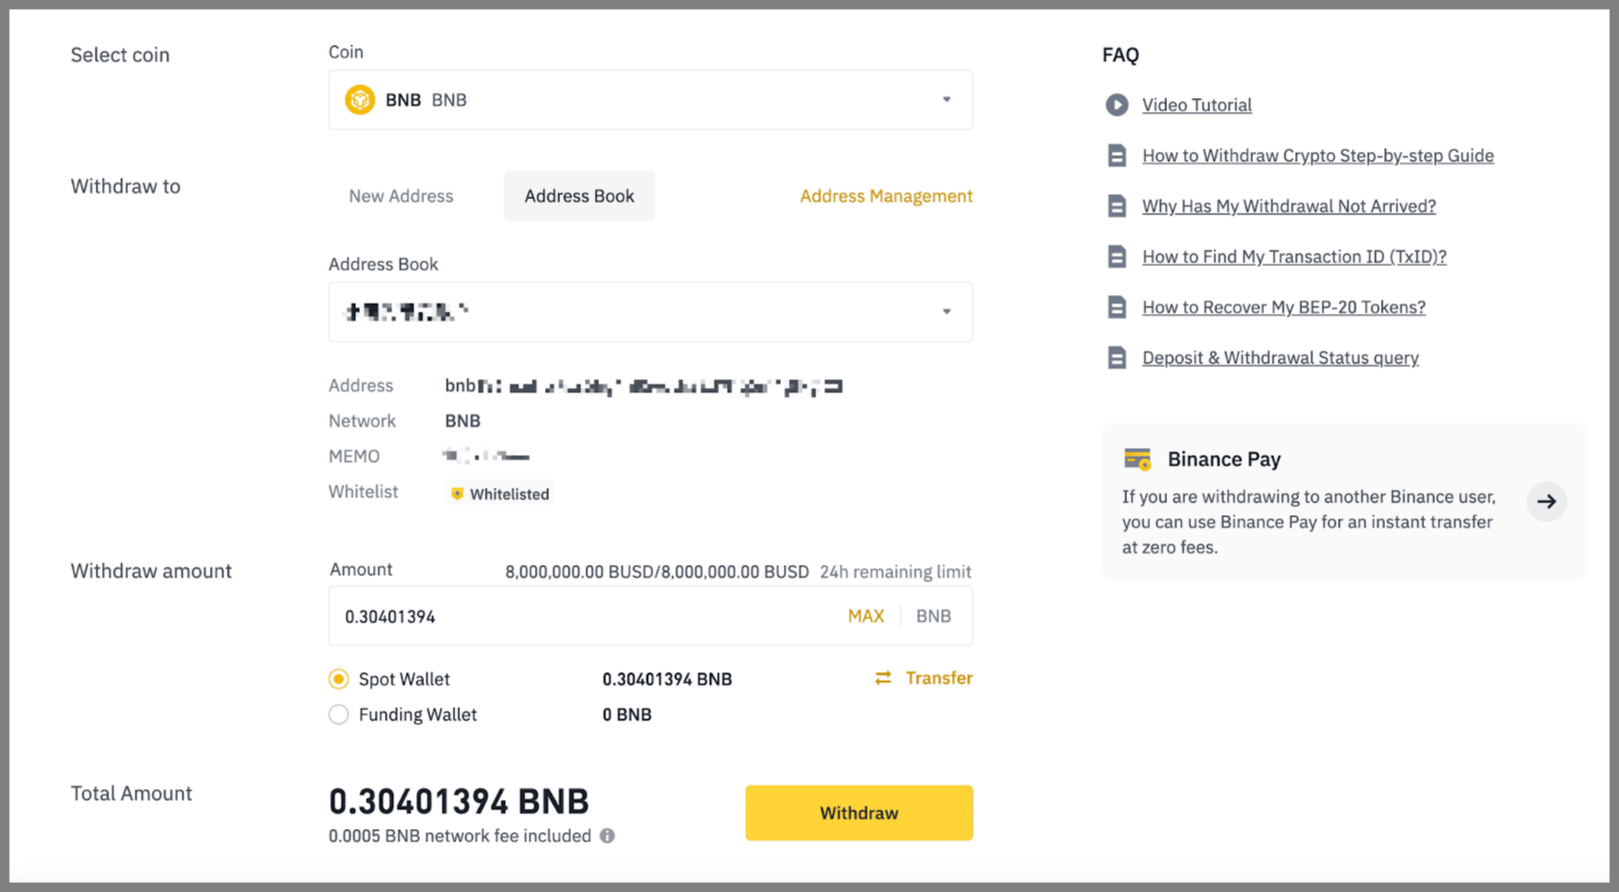 Select coin
Coin
BNB BNB
Withdraw to
New Address
Address Book
Address Management
Address Book
Address bnb
Network BNB
MEMO
Whitelist Whitelisted
Withdraw amount
Amount 8,000,000.00 BUSD/8,000,000.00 BUSD 24h remaining limit
0.30401394 MAX BNB
Spot Wallet 0.30401394 BNB Transfer
Funding Wallet 0 BNB
Total Amount
0.30401394 BNB
0.0005 BNB network fee included
Withdraw
FAQ
Video Tutorial
How to Withdraw Crypto Step-by-step Guide
Why Has My Withdrawal Not Arrived?
How to Find My Transaction ID (TxID)?
How to Recover My BEP-20 Tokens?
Deposit & Withdrawal Status query
Binance Pay
If you are withdrawing to another Binance user,
you can use Binance Pay for an instant transfer
at zero fees.